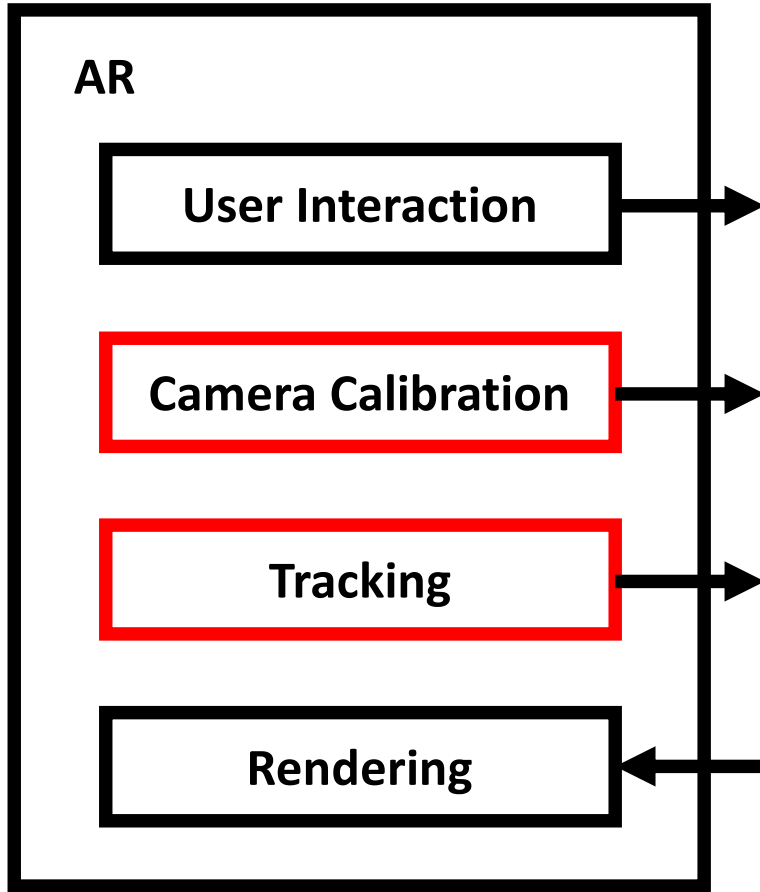 AR
User Interaction
Camera Calibration
Tracking
Rendering